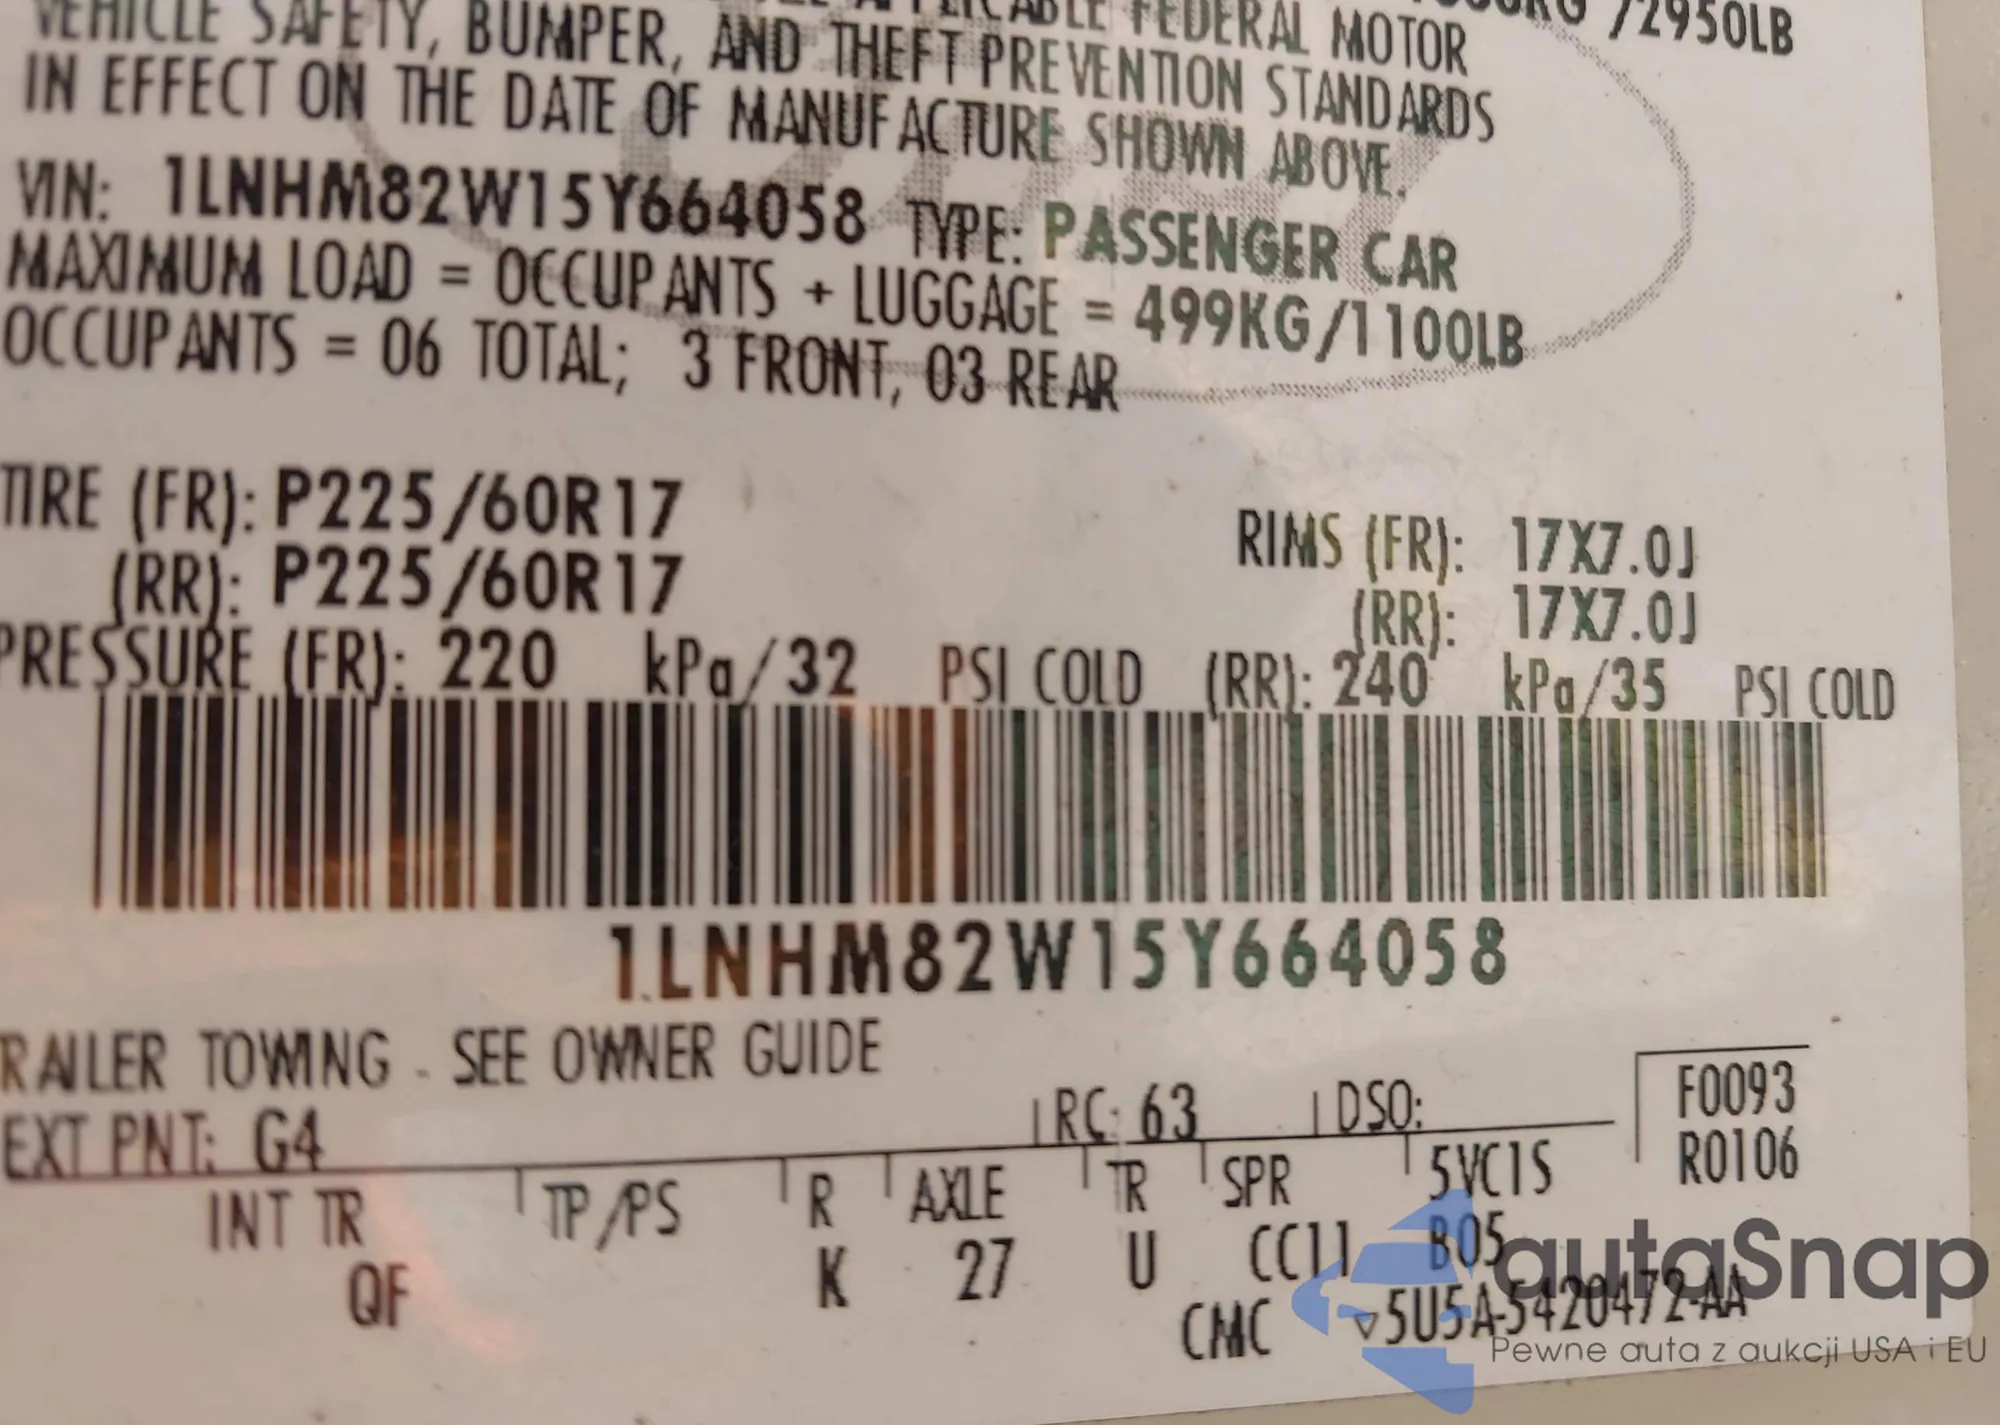 /2950LB
APPLICABLE FEDERAL MOTOR
VEHICLE SAFETY, BUMPER, AND THEFT PREVENTION STANDARDS
IN EFFECT ON THE DATE OF MANUFACTURE SHOWN ABOVE.
VIN: 1LNHM82W15Y664058 TYPE: PASSENGER CAR
MAXIMUM LOAD = OCCUPANTS + LUGGAGE = 499KG/1100LB
OCCUPANTS = 06 TOTAL; 3 FRONT, 03 REAR
TIRE (FR): P225/60R17 RIMS (FR): 17X7.0J
(RR): P225/60R17 (RR): 17X7.0J
PRESSURE (FR): 220 kPa/32 PSI COLD (RR): 240 kPa/35 PSI COLD
1LNHM82W15Y664058
RAILER TOWING - SEE OWNER GUIDE
EXT PNT: G4 RC: 63 DSO: F0093
R0106
INT TR TP/PS R AXLE TR SPR 5VC1S
QF K 27 U CC11 B05
CMC ▽5U5A-5420472-AA
autaSnap
Pewne auta z aukcji USA i EU